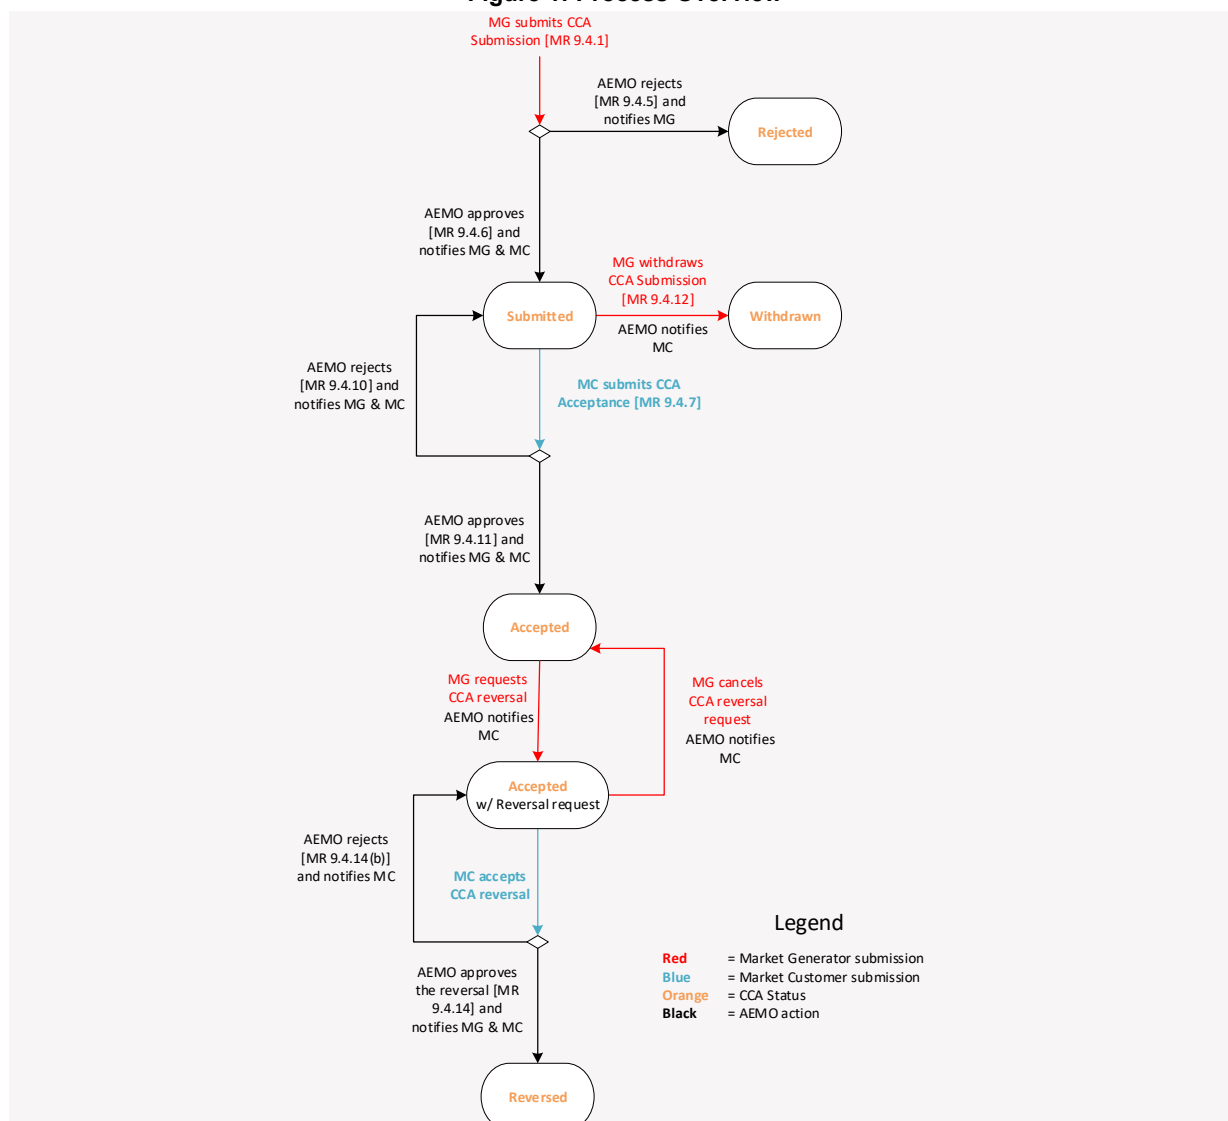 Figure 1: Process Overview
MG submits CCA
Submission [MR 9.4.1]
AEMO rejects
[MR 9.4.5] and
notifies MG
Rejected
AEMO approves
[MR 9.4.6] and
notifies MG & MC
MG withdraws
CCA Submission
[MR 9.4.12]
Submitted
Withdrawn
AEMO notifies
MC
AEMO rejects
[MR 9.4.10] and
notifies MG & MC
MC submits CCA
Acceptance [MR 9.4.7]
AEMO approves
[MR 9.4.11] and
notifies MG & MC
Accepted
MG requests
CCA reversal
AEMO notifies
MC
MG cancels
CCA reversal
request
AEMO notifies
MC
Accepted
w/ Reversal request
AEMO rejects
[MR 9.4.14(b)]
and notifies MC
MC accepts
CCA reversal
AEMO approves
the reversal [MR
9.4.14] and
notifies MG & MC
Reversed
Legend
Red = Market Generator submission
Blue = Market Customer submission
Orange = CCA Status
Black = AEMO action